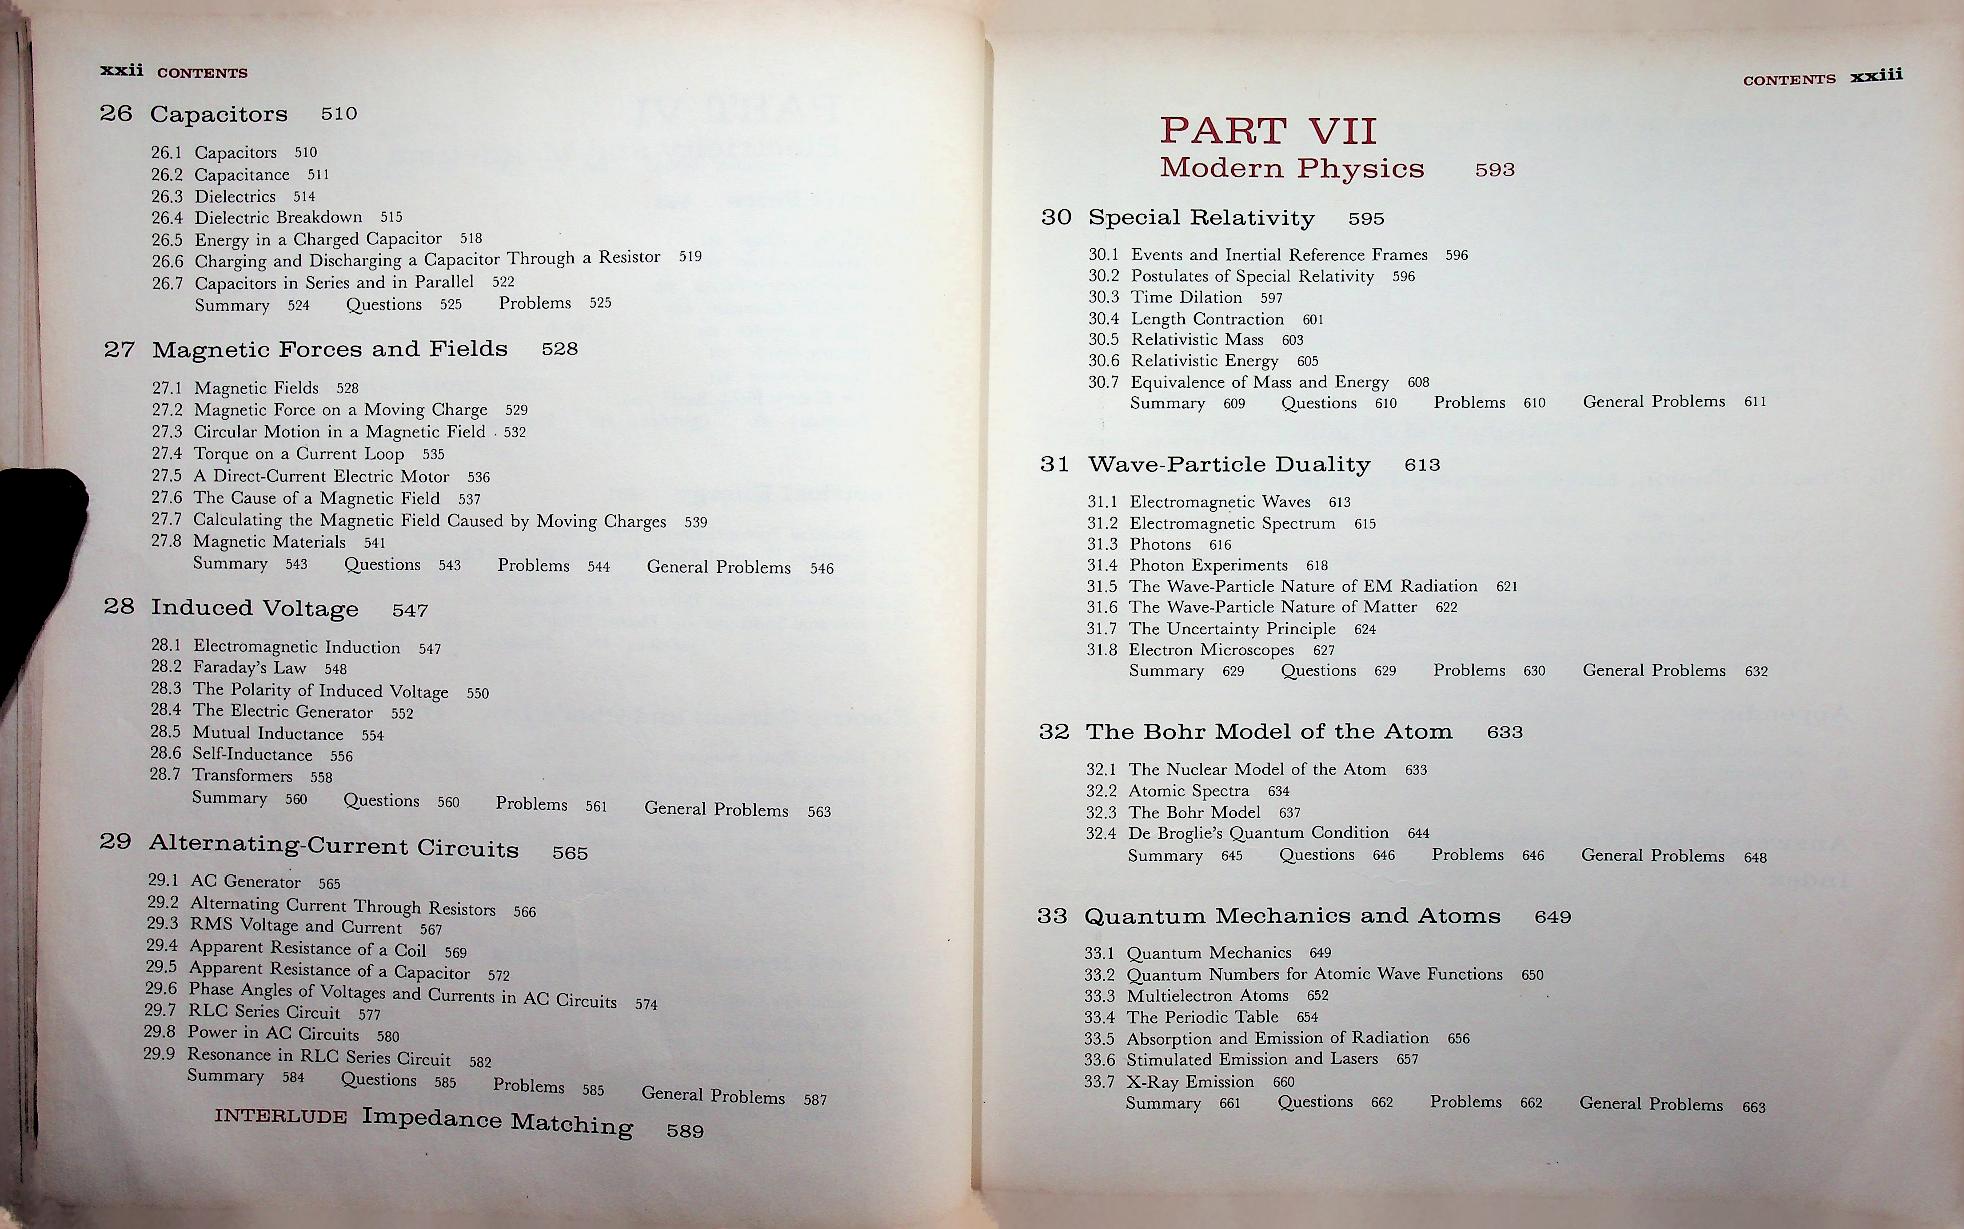 xxii CONTENTS
26 Capacitors 510
26.1 Capacitors 510
26.2 Capacitance 511
26.3 Dielectrics 514
26.4 Dielectric Breakdown 515
26.5 Energy in a Charged Capacitor 518
26.6 Charging and Discharging a Capacitor Through a Resistor 519
26.7 Capacitors in Series and in Parallel 522
Summary 524 Questions 525 Problems 525
27 Magnetic Forces and Fields 528
27.1 Magnetic Fields 528
27.2 Magnetic Force on a Moving Charge 529
27.3 Circular Motion in a Magnetic Field 532
27.4 Torque on a Current Loop 535
27.5 A Direct-Current Electric Motor 536
27.6 The Cause of a Magnetic Field 537
27.7 Calculating the Magnetic Field Caused by Moving Charges 539
27.8 Magnetic Materials 541
Summary 543 Questions 543 Problems 544 General Problems 546
28 Induced Voltage 547
28.1 Electromagnetic Induction 547
28.2 Faraday's Law 548
28.3 The Polarity of Induced Voltage 550
28.4 The Electric Generator 552
28.5 Mutual Inductance 554
28.6 Self-Inductance 556
28.7 Transformers 558
Summary 560 Questions 560 Problems 561 General Problems 563
29 Alternating-Current Circuits 565
29.1 AC Generator 565
29.2 Alternating Current Through Resistors 566
29.3 RMS Voltage and Current 567
29.4 Apparent Resistance of a Coil 569
29.5 Apparent Resistance of a Capacitor 572
29.6 Phase Angles of Voltages and Currents in AC Circuits 574
29.7 RLC Series Circuit 577
29.8 Power in AC Circuits 580
29.9 Resonance in RLC Series Circuit 582
Summary 584 Questions 585 Problems 585 General Problems 587
INTERLUDE Impedance Matching 589
CONTENTS xxiii
PART VII
Modern Physics 593
30 Special Relativity 595
30.1 Events and Inertial Reference Frames 596
30.2 Postulates of Special Relativity 596
30.3 Time Dilation 597
30.4 Length Contraction 601
30.5 Relativistic Mass 603
30.6 Relativistic Energy 605
30.7 Equivalence of Mass and Energy 608
Summary 609 Questions 610 Problems 610 General Problems 611
31 Wave-Particle Duality 613
31.1 Electromagnetic Waves 613
31.2 Electromagnetic Spectrum 615
31.3 Photons 616
31.4 Photon Experiments 618
31.5 The Wave-Particle Nature of EM Radiation 621
31.6 The Wave-Particle Nature of Matter 622
31.7 The Uncertainty Principle 624
31.8 Electron Microscopes 627
Summary 629 Questions 629 Problems 630 General Problems 632
32 The Bohr Model of the Atom 633
32.1 The Nuclear Model of the Atom 633
32.2 Atomic Spectra 634
32.3 The Bohr Model 637
32.4 De Broglie's Quantum Condition 644
Summary 645 Questions 646 Problems 646 General Problems 648
33 Quantum Mechanics and Atoms 649
33.1 Quantum Mechanics 649
33.2 Quantum Numbers for Atomic Wave Functions 650
33.3 Multielectron Atoms 652
33.4 The Periodic Table 654
33.5 Absorption and Emission of Radiation 656
33.6 Stimulated Emission and Lasers 657
33.7 X-Ray Emission 660
Summary 661 Questions 662 Problems 662 General Problems 663